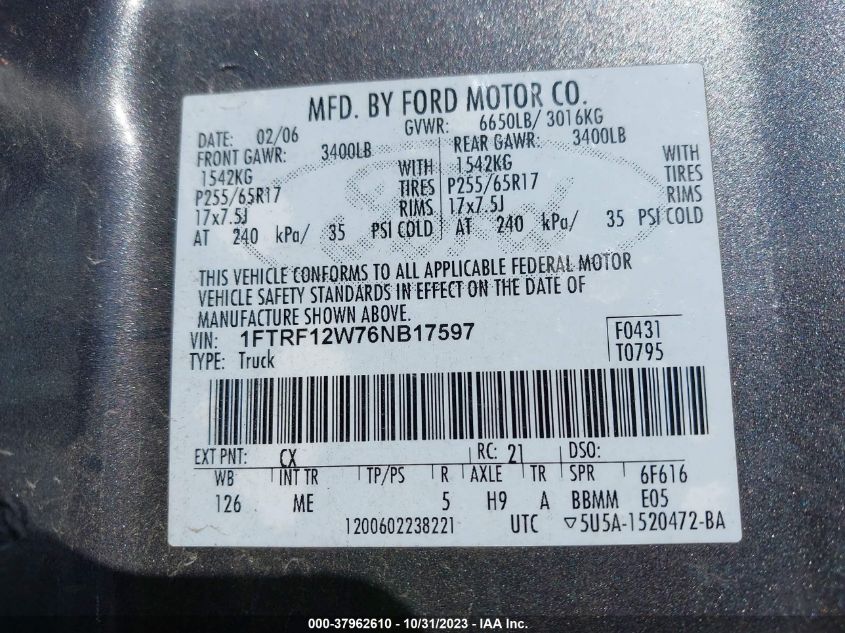 MFD. BY FORD MOTOR CO.
DATE: 02/06 GVWR: 6650LB/ 3016KG
FRONT GAWR: 3400LB REAR GAWR: 3400LB
1542KG WITH 1542KG WITH
P255/65R17 TIRES P255/65R17 TIRES
17x7.5J RIMS 17x7.5J RIMS
AT 240 kPa/ 35 PSI COLD AT 240 kPa/ 35 PSI COLD
THIS VEHICLE CONFORMS TO ALL APPLICABLE FEDERAL MOTOR
VEHICLE SAFETY STANDARDS IN EFFECT ON THE DATE OF
MANUFACTURE SHOWN ABOVE.
VIN: 1FTRF12W76NB17597 F0431
TYPE: Truck T0795
EXT PNT: CX RC: 21 DSO:
WB INT TR TP/PS R AXLE TR SPR 6F616
126 ME 5 H9 A BBMM E05
1200602238221 UTC ▽5U5A-1520472-BA
000-37962610 - 10/31/2023 - IAA Inc.